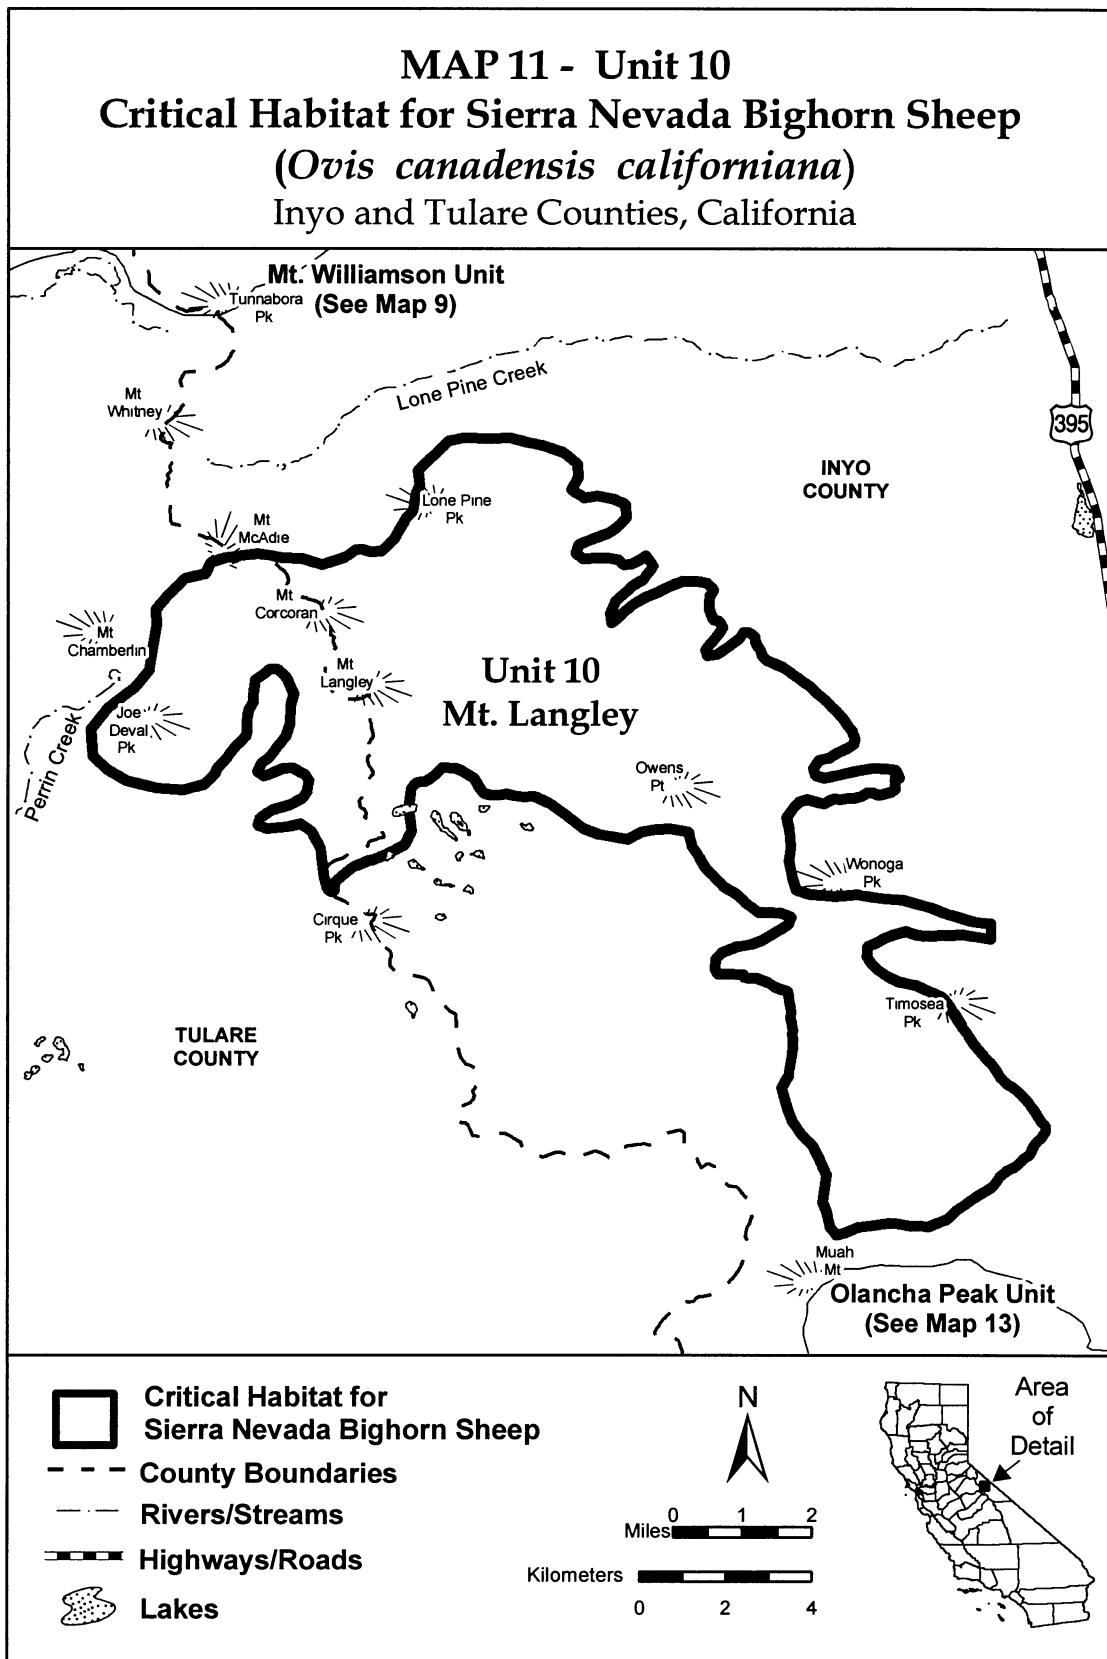 MAP 11 - Unit 10
Critical Habitat for Sierra Nevada Bighorn Sheep
(Ovis canadensis californiana)
Inyo and Tulare Counties, California
Mt. Williamson Unit
(See Map 9)
Tunnabora
Pk
Lone Pine Creek
Mt
Whitney
395
INYO
COUNTY
Lone Pine
Pk
Mt
McAdie
Mt
Corcoran
Mt
Chamberlin
Mt
Langley
Unit 10
Mt. Langley
Joe
Deval
Pk
Perrin Creek
Owens
Pt
Wonoga
Pk
Cirque
Pk
Timosea
Pk
TULARE
COUNTY
Muah
Mt
Olancha Peak Unit
(See Map 13)
Critical Habitat for
Sierra Nevada Bighorn Sheep
County Boundaries
Rivers/Streams
Highways/Roads
Lakes
N
0 1 2
Miles
Kilometers
0 2 4
Area
of
Detail